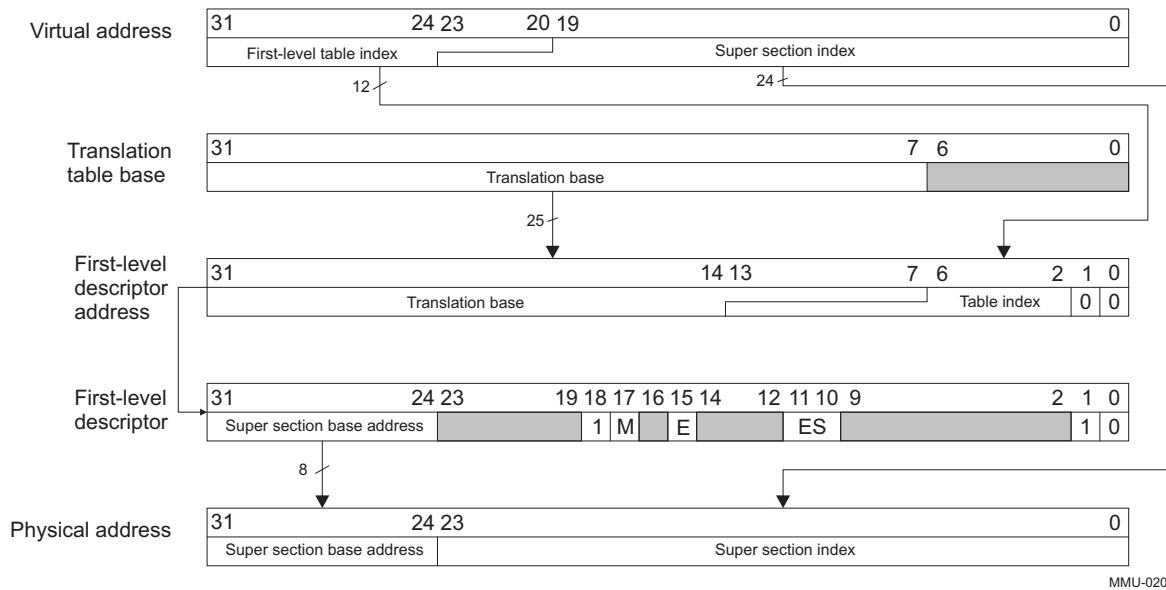 31 24 23 20 19 0
Virtual address
First-level table index Super section index
12 24
31 7 6 0
Translation
table base
Translation base
25
31 14 13 7 6 2 1 0
First-level
descriptor
address
Translation base Table index 0 0
31 24 23 19 18 17 16 15 14 12 11 10 9 2 1 0
First-level
descriptor
Super section base address 1 M E ES 1 0
8
31 24 23 0
Physical address
Super section base address Super section index
MMU-020